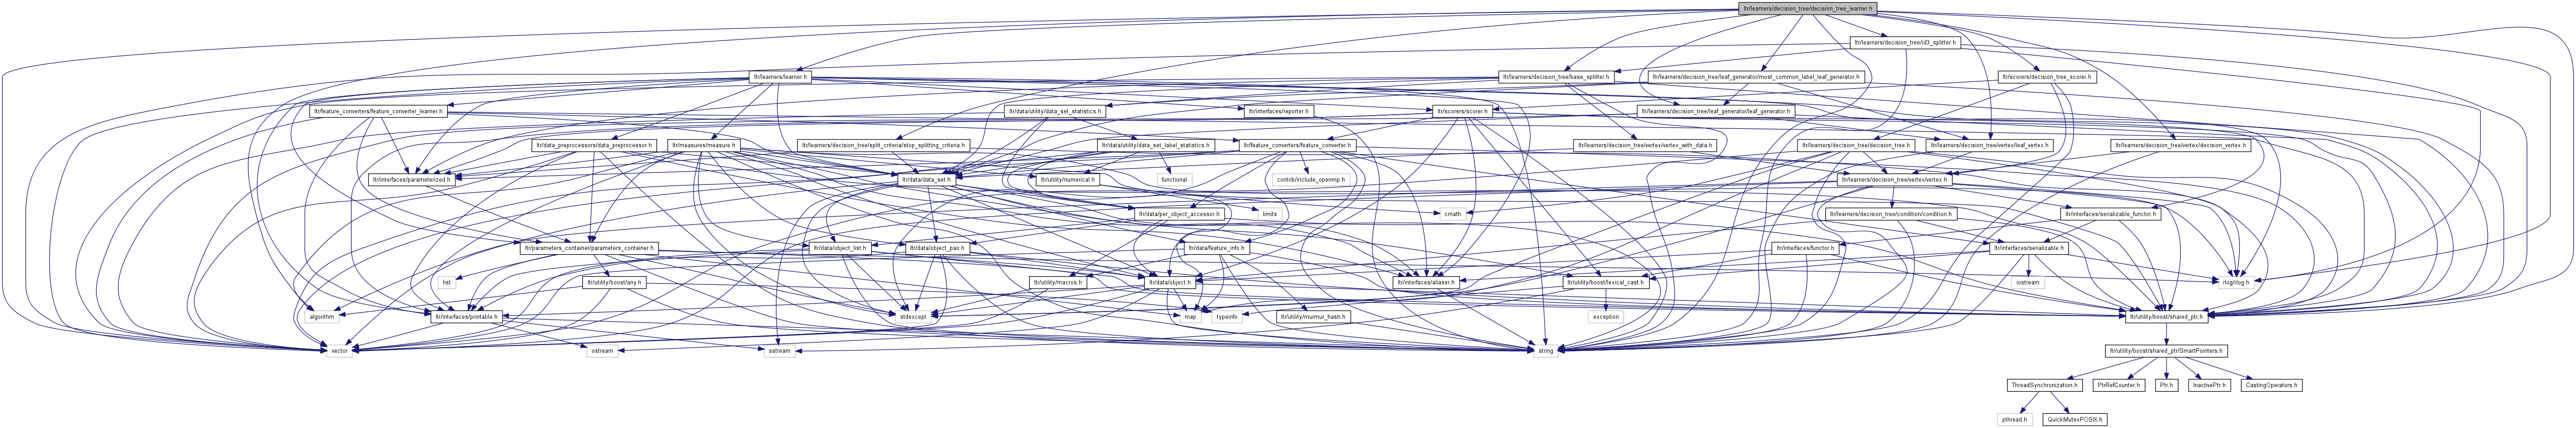 ltr/learners/decision_tree/decision_tree_learner.h
ltr/learners/decision_tree/id3_splitter.h
ltr/learners/learner.h
ltr/learners/decision_tree/base_splitter.h
ltr/learners/decision_tree/leaf_generator/most_common_label_leaf_generator.h
ltr/scorers/decision_tree_scorer.h
ltr/feature_converters/feature_converter_learner.h
ltr/data/utility/data_set_statistics.h
ltr/interfaces/reporter.h
ltr/scorers/scorer.h
ltr/learners/decision_tree/leaf_generator/leaf_generator.h
ltr/data_preprocessors/data_preprocessor.h
ltr/measures/measure.h
ltr/learners/decision_tree/split_criteria/stop_splitting_criteria.h
ltr/data/utility/data_set_label_statistics.h
ltr/feature_converters/feature_converter.h
ltr/learners/decision_tree/vertex/vertex_with_data.h
ltr/learners/decision_tree/decision_tree.h
ltr/learners/decision_tree/vertex/leaf_vertex.h
ltr/learners/decision_tree/vertex/decision_vertex.h
ltr/interfaces/parameterized.h
ltr/data/data_set.h
ltr/utility/numerical.h
functional
contrib/include_openmp.h
ltr/learners/decision_tree/vertex/vertex.h
ltr/data/per_object_accessor.h
limits
cmath
ltr/learners/decision_tree/condition/condition.h
ltr/interfaces/serializable_functor.h
ltr/parameters_container/parameters_container.h
ltr/data/object_list.h
ltr/data/object_pair.h
ltr/data/feature_info.h
ltr/interfaces/functor.h
ltr/interfaces/serializable.h
list
ltr/utility/boost/any.h
ltr/utility/macros.h
ltr/data/object.h
ltr/interfaces/aliaser.h
ltr/utility/boost/lexical_cast.h
iostream
rlog/rlog.h
algorithm
ltr/interfaces/printable.h
stdexcept
map
typeinfo
ltr/utility/murmur_hash.h
exception
ltr/utility/boost/shared_ptr.h
vector
ostream
sstream
string
ltr/utility/boost/shared_ptr/SmartPointers.h
ThreadSynchronization.h
PtrRefCounter.h
Ptr.h
InactivePtr.h
CastingOperators.h
pthread.h
QuickMutexPOSIX.h